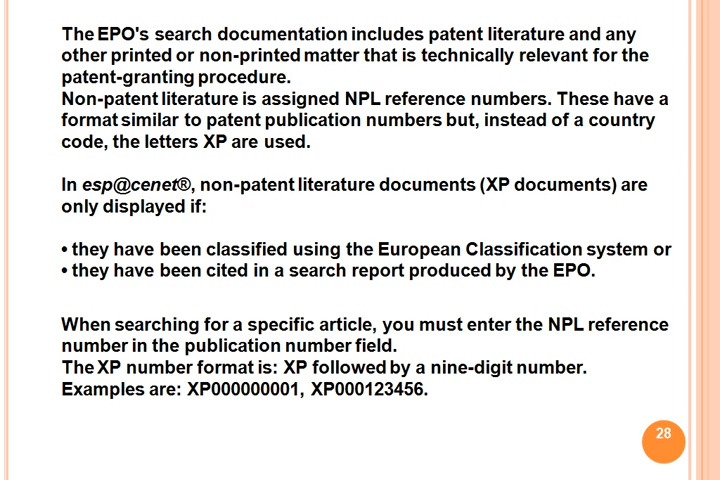 The EPO's search documentation includes patent literature and any
other printed or non-printed matter that is technically relevant for the
patent-granting procedure.
Non-patent literature is assigned NPL reference numbers. These have a
format similar to patent publication numbers but, instead of a country
code, the letters XP are used.
In esp@cenet®, non-patent literature documents (XP documents) are
only displayed if:
• they have been classified using the European Classification system or
• they have been cited in a search report produced by the EPO.
When searching for a specific article, you must enter the NPL reference
number in the publication number field.
The XP number format is: XP followed by a nine-digit number.
Examples are: XP000000001, XP000123456.
28